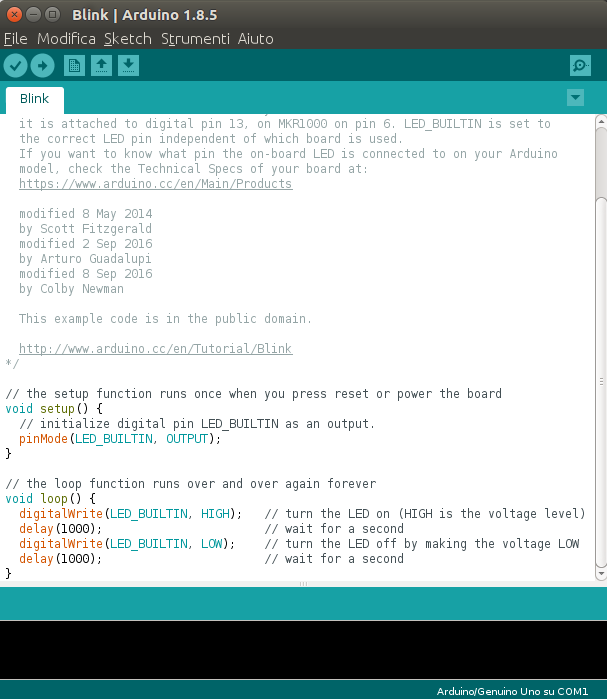 Blink | Arduino 1.8.5
File Modifica Sketch Strumenti Aiuto
Blink
it is attached to digital pin 13, on MKR1000 on pin 6. LED_BUILTIN is set to
the correct LED pin independent of which board is used.
If you want to know what pin the on-board LED is connected to on your Arduino
model, check the Technical Specs of your board at:
https://www.arduino.cc/en/Main/Products
modified 8 May 2014
by Scott Fitzgerald
modified 2 Sep 2016
by Arturo Guadalupi
modified 8 Sep 2016
by Colby Newman
This example code is in the public domain.
http://www.arduino.cc/en/Tutorial/Blink
*/
// the setup function runs once when you press reset or power the board
void setup() {
// initialize digital pin LED_BUILTIN as an output.
pinMode(LED_BUILTIN, OUTPUT);
}
// the loop function runs over and over again forever
void loop() {
digitalWrite(LED_BUILTIN, HIGH);   // turn the LED on (HIGH is the voltage level)
delay(1000);                       // wait for a second
digitalWrite(LED_BUILTIN, LOW);    // turn the LED off by making the voltage LOW
delay(1000);                       // wait for a second
}
Arduino/Genuino Uno su COM1